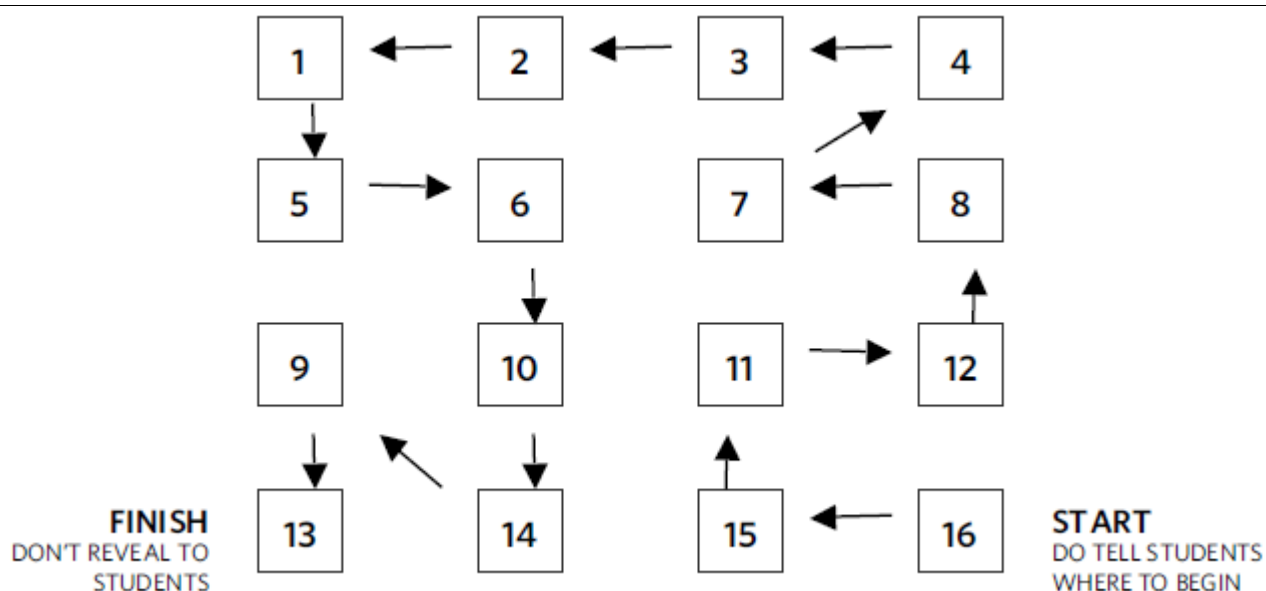 1 2 3 4
5 6 7 8
9 10 11 12
13 14 15 16
FINISH
DON'T REVEAL TO
STUDENTS
START
DO TELL STUDENTS
WHERE TO BEGIN